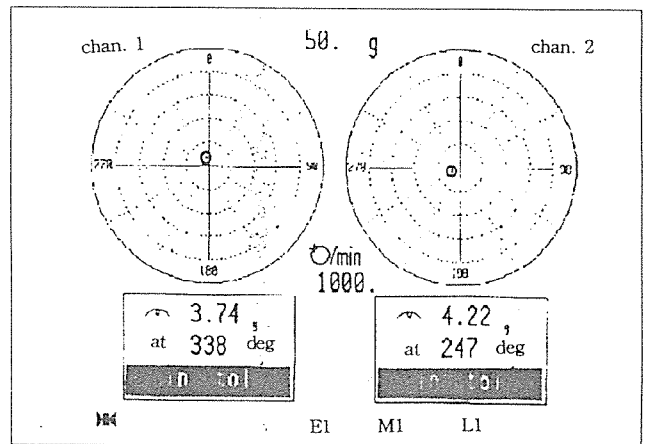 chan. 1
50. g
chan. 2
0
0
270
90
270
90
180
180
/min
1000.
3.74
at 338 deg
in tol
4.22
at 247 deg
in tol
E1 M1 L1